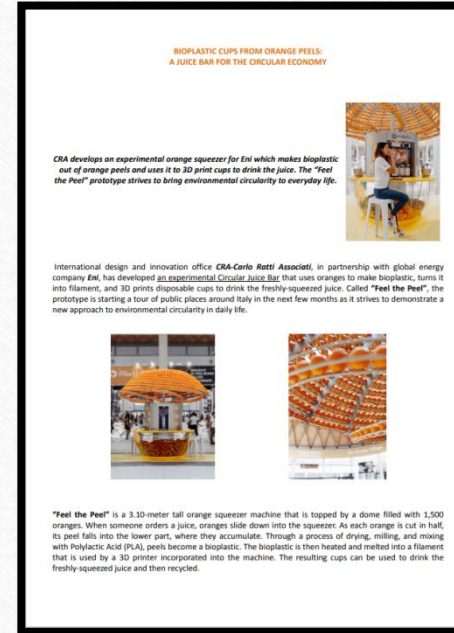 BIOPLASTIC CUPS FROM ORANGE PEELS:
A JUICE BAR FOR THE CIRCULAR ECONOMY
CRA develops an experimental orange squeezer for Eni which makes bioplastic
out of orange peels and uses it to 3D print cups to drink the juice. The "Feel
the Peel" prototype strives to bring environmental circularity to everyday life.
International design and innovation office CRA-Carlo Ratti Associati, in partnership with global energy
company Eni, has developed an experimental Circular Juice Bar that uses oranges to make bioplastic, turns it
into filament, and 3D prints disposable cups to drink the freshly-squeezed juice. Called "Feel the Peel", the
prototype is starting a tour of public places around Italy in the next few months as it strives to demonstrate a
new approach to environmental circularity in daily life.
"Feel the Peel" is a 3.10-meter tall orange squeezer machine that is topped by a dome filled with 1,500
oranges. When someone orders a juice, oranges slide down into the squeezer. As each orange is cut in half,
its peel falls into the lower part, where they accumulate. Through a process of drying, milling, and mixing
with Polylactic Acid (PLA), peels become a bioplastic. The bioplastic is then heated and melted into a filament
that is used by a 3D printer incorporated into the machine. The resulting cups can be used to drink the
freshly-squeezed juice and then recycled.